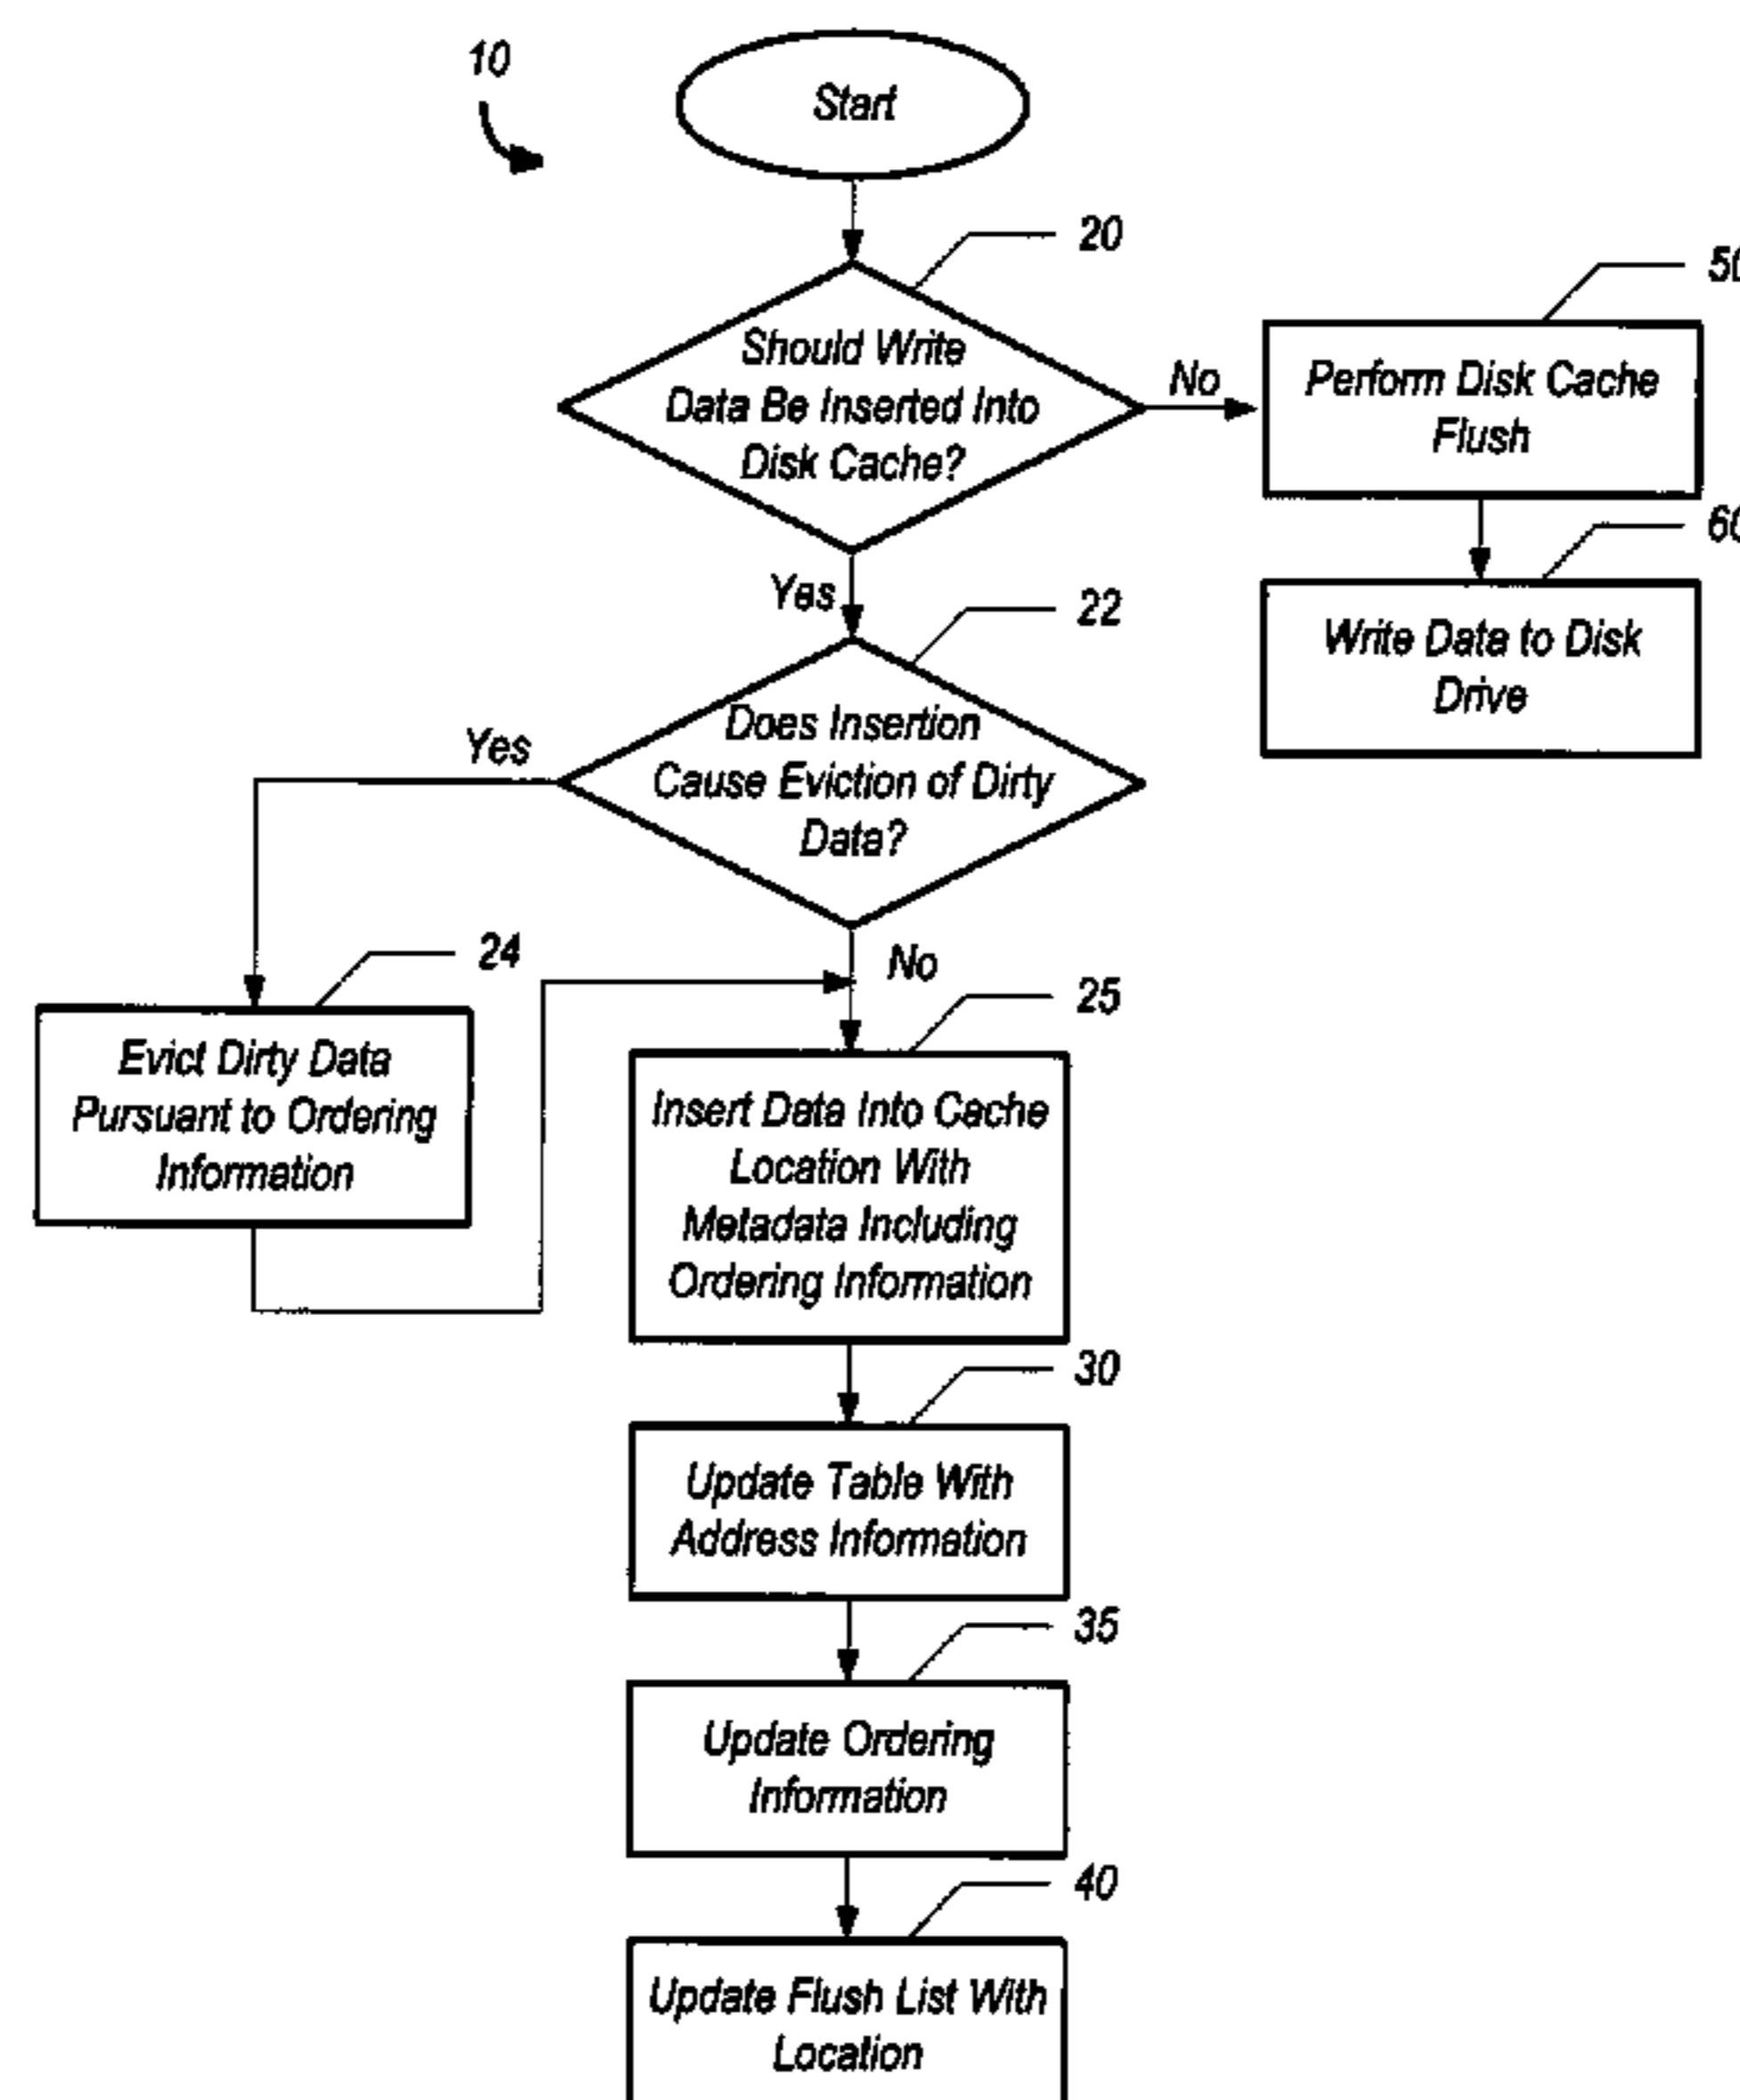 10
Start
20
Should Write
Data Be Inserted Into
Disk Cache?
No
50
Perform Disk Cache
Flush
60
Write Data to Disk
Drive
Yes
22
Does Insertion
Cause Eviction of Dirty
Data?
Yes
No
24
Evict Dirty Data
Pursuant to Ordering
Information
25
Insert Data Into Cache
Location With
Metadata Including
Ordering Information
30
Update Table With
Address Information
35
Update Ordering
Information
40
Update Flush List With
Location